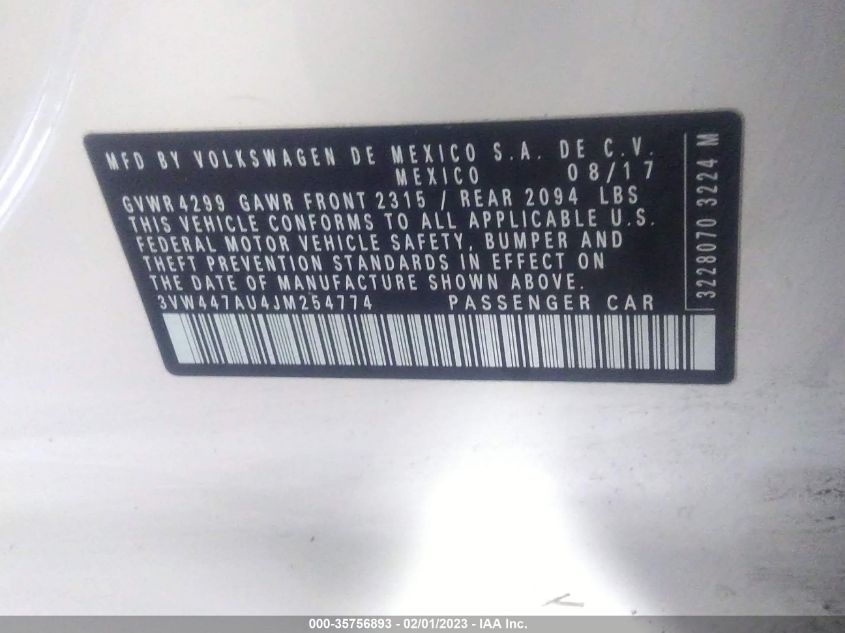 MFD BY VOLKSWAGEN DE MEXICO S.A. DE C.V.
MEXICO 08/17
GVWR 4299 GAWR FRONT 2315 / REAR 2094 LBS
THIS VEHICLE CONFORMS TO ALL APPLICABLE U.S.
FEDERAL MOTOR VEHICLE SAFETY, BUMPER AND
THEFT PREVENTION STANDARDS IN EFFECT ON
THE DATE OF MANUFACTURE SHOWN ABOVE.
3VW447AU4JM254774 PASSENGER CAR
3228070 3224 M
000-35756893 - 02/01/2023 - IAA Inc.